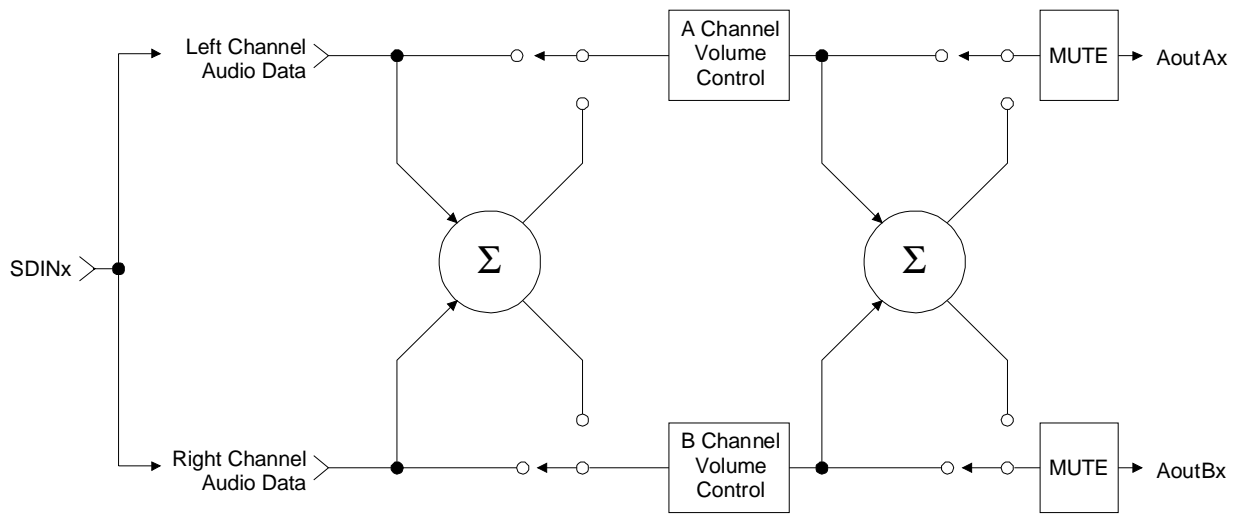 Left Channel
Audio Data
A Channel
Volume
Control
MUTE
AoutAx
Σ
Σ
SDINx
Right Channel
Audio Data
B Channel
Volume
Control
MUTE
AoutBx